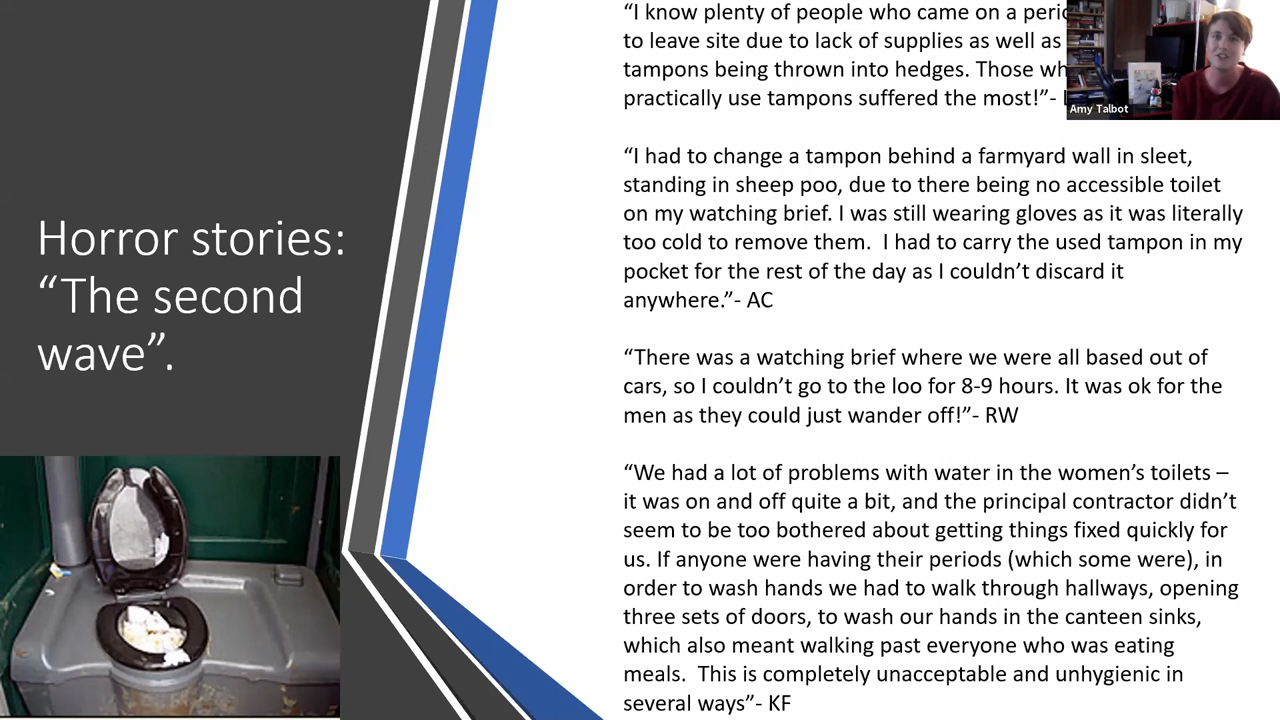 Horror stories:
“The second
wave”.
“I know plenty of people who came on a
to leave site due to lack of supplies as well as
tampons being thrown into hedges. Those
practically use tampons suffered the most!”-
“I had to change a tampon behind a farmyard wall in sleet,
standing in sheep poo, due to there being no accessible toilet
on my watching brief. I was still wearing gloves as it was literally
too cold to remove them.  I had to carry the used tampon in my
pocket for the rest of the day as I couldn’t discard it
anywhere.”- AC
“There was a watching brief where we were all based out of
cars, so I couldn’t go to the loo for 8-9 hours. It was ok for the
men as they could just wander off!”- RW
“We had a lot of problems with water in the women’s toilets –
it was on and off quite a bit, and the principal contractor didn’t
seem to be too bothered about getting things fixed quickly for
us. If anyone were having their periods (which some were), in
order to wash hands we had to walk through hallways, opening
three sets of doors, to wash our hands in the canteen sinks,
which also meant walking past everyone who was eating
meals.  This is completely unacceptable and unhygienic in
several ways”- KF
Amy Talbot